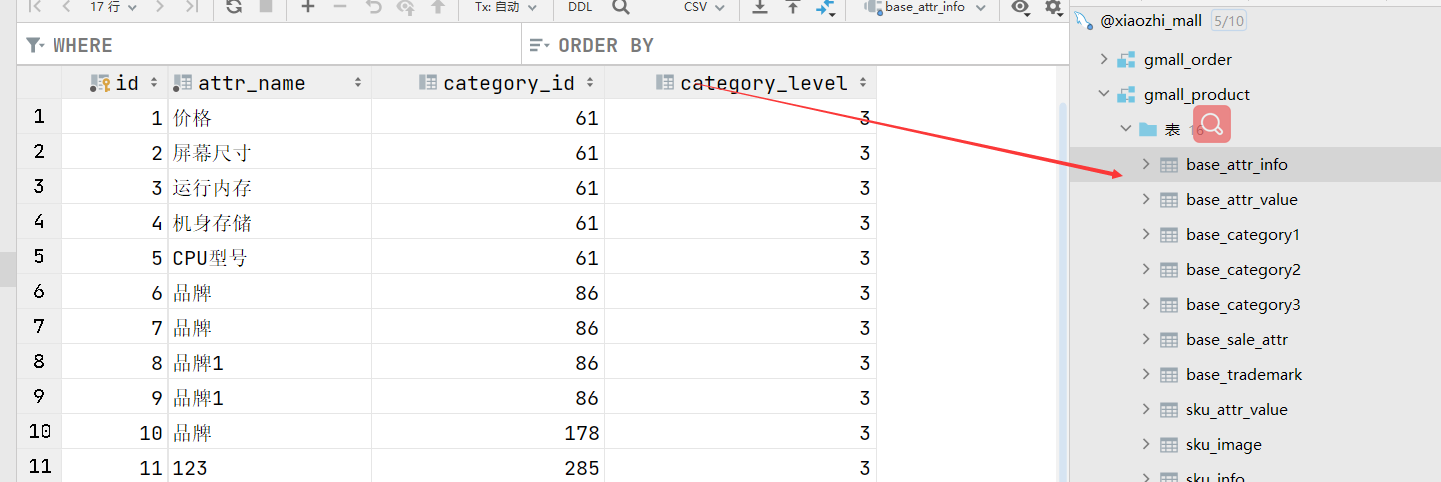 17 行 Tx: 自动 DDL CSV base_attr_info
WHERE ORDER BY
id attr_name category_id category_level
1 1 价格 61 3
2 2 屏幕尺寸 61 3
3 3 运行内存 61 3
4 4 机身存储 61 3
5 5 CPU型号 61 3
6 6 品牌 86 3
7 7 品牌 86 3
8 8 品牌1 86 3
9 9 品牌1 86 3
10 10 品牌 178 3
11 11 123 285 3
@xiaozhi_mall 5/10
gmall_order
gmall_product
表 16
base_attr_info
base_attr_value
base_category1
base_category2
base_category3
base_sale_attr
base_trademark
sku_attr_value
sku_image
sku_info